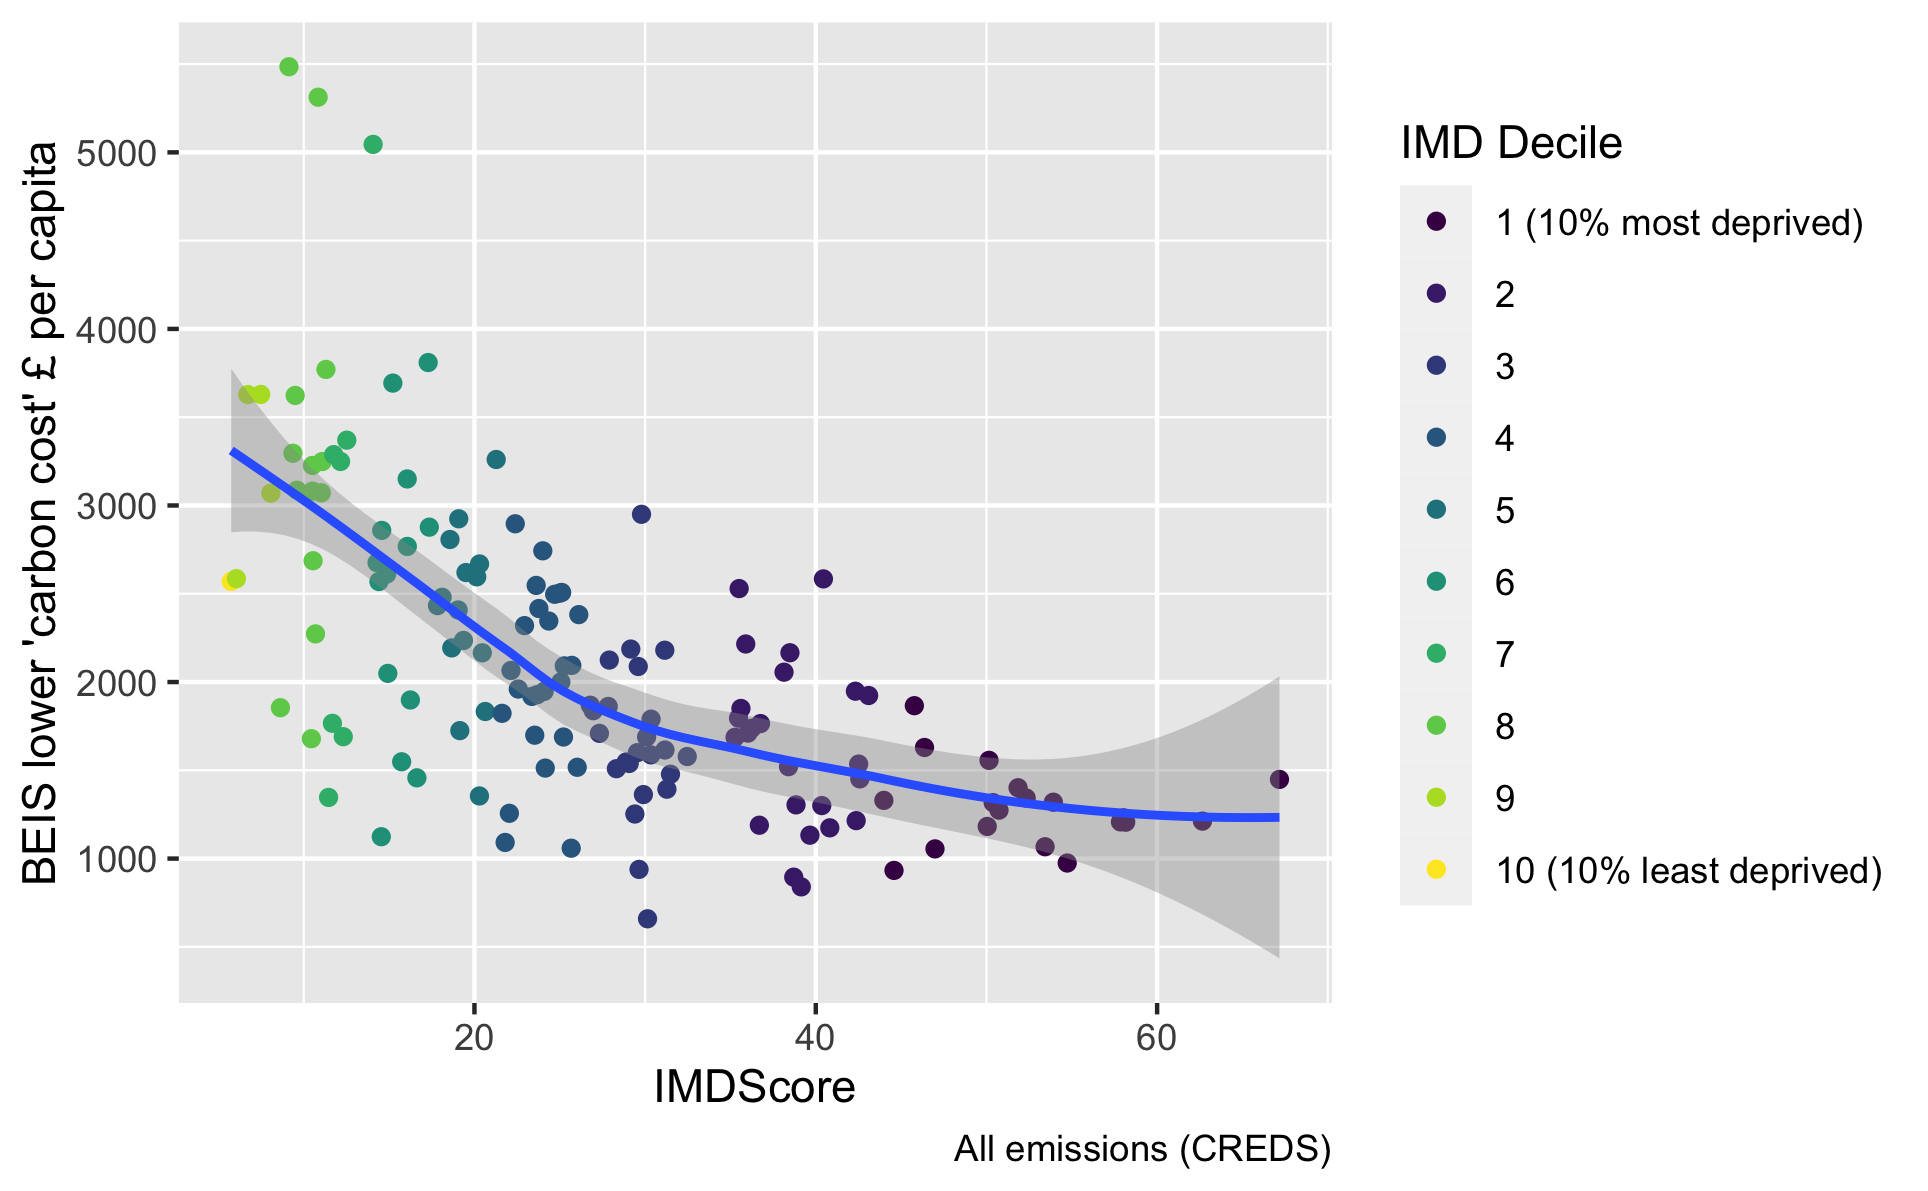 BEIS lower 'carbon cost' £ per capita
5000
4000
3000
2000
1000
20
40
60
IMDScore
All emissions (CREDS)
IMD Decile
1 (10% most deprived)
2
3
4
5
6
7
8
9
10 (10% least deprived)